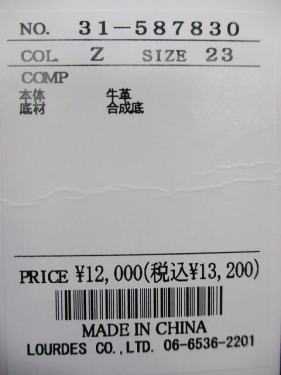 NO. 31-587830
COL. Z SIZE 23
COMP
本体 牛革
底材 合成底
PRICE ¥12,000(税込¥13,200)
MADE IN CHINA
LOURDES CO.,LTD. 06-6536-2201